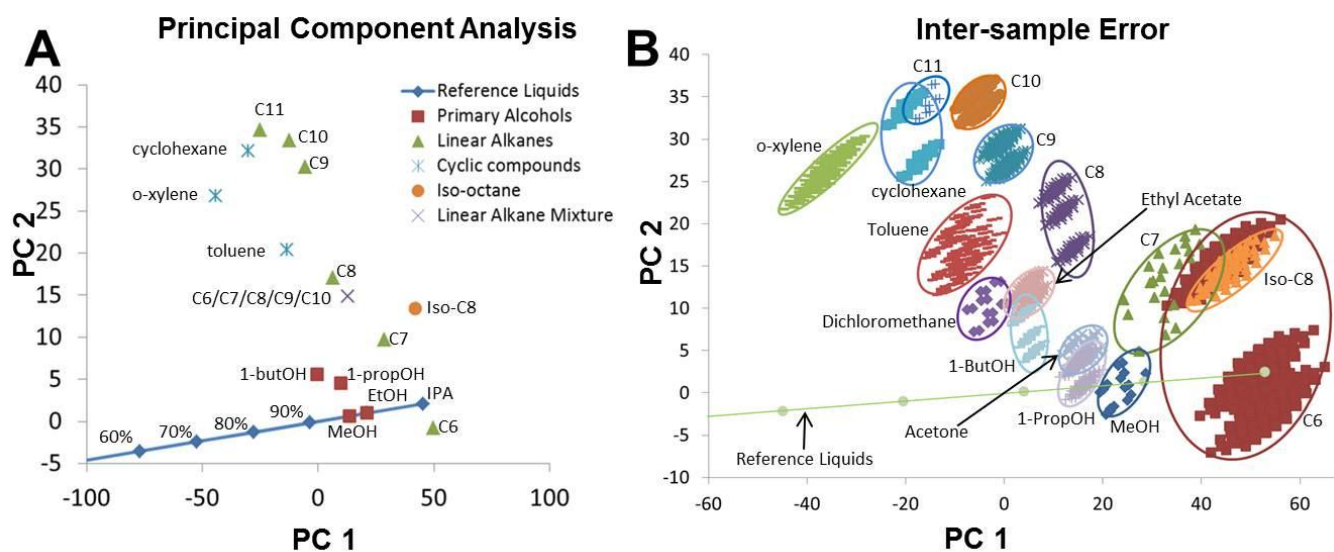 A
Principal Component Analysis
PC 2
40
35
30
25
20
15
10
5
0
-5
-100
-50
0
50
100
PC 1
Reference Liquids
Primary Alcohols
Linear Alkanes
Cyclic compounds
Iso-octane
Linear Alkane Mixture
C11
C10
cyclohexane
C9
o-xylene
toluene
C8
C6/C7/C8/C9/C10
Iso-C8
C7
1-butOH
1-propOH
EtOH
IPA
MeOH
C6
60%
70%
80%
90%
B
Inter-sample Error
PC 2
40
35
30
25
20
15
10
5
0
-5
-10
-60
-40
-20
0
20
40
60
PC 1
C11
C10
o-xylene
C9
cyclohexane
C8
Ethyl Acetate
Toluene
C7
Iso-C8
Dichloromethane
1-ButOH
Acetone
1-PropOH
MeOH
C6
Reference Liquids